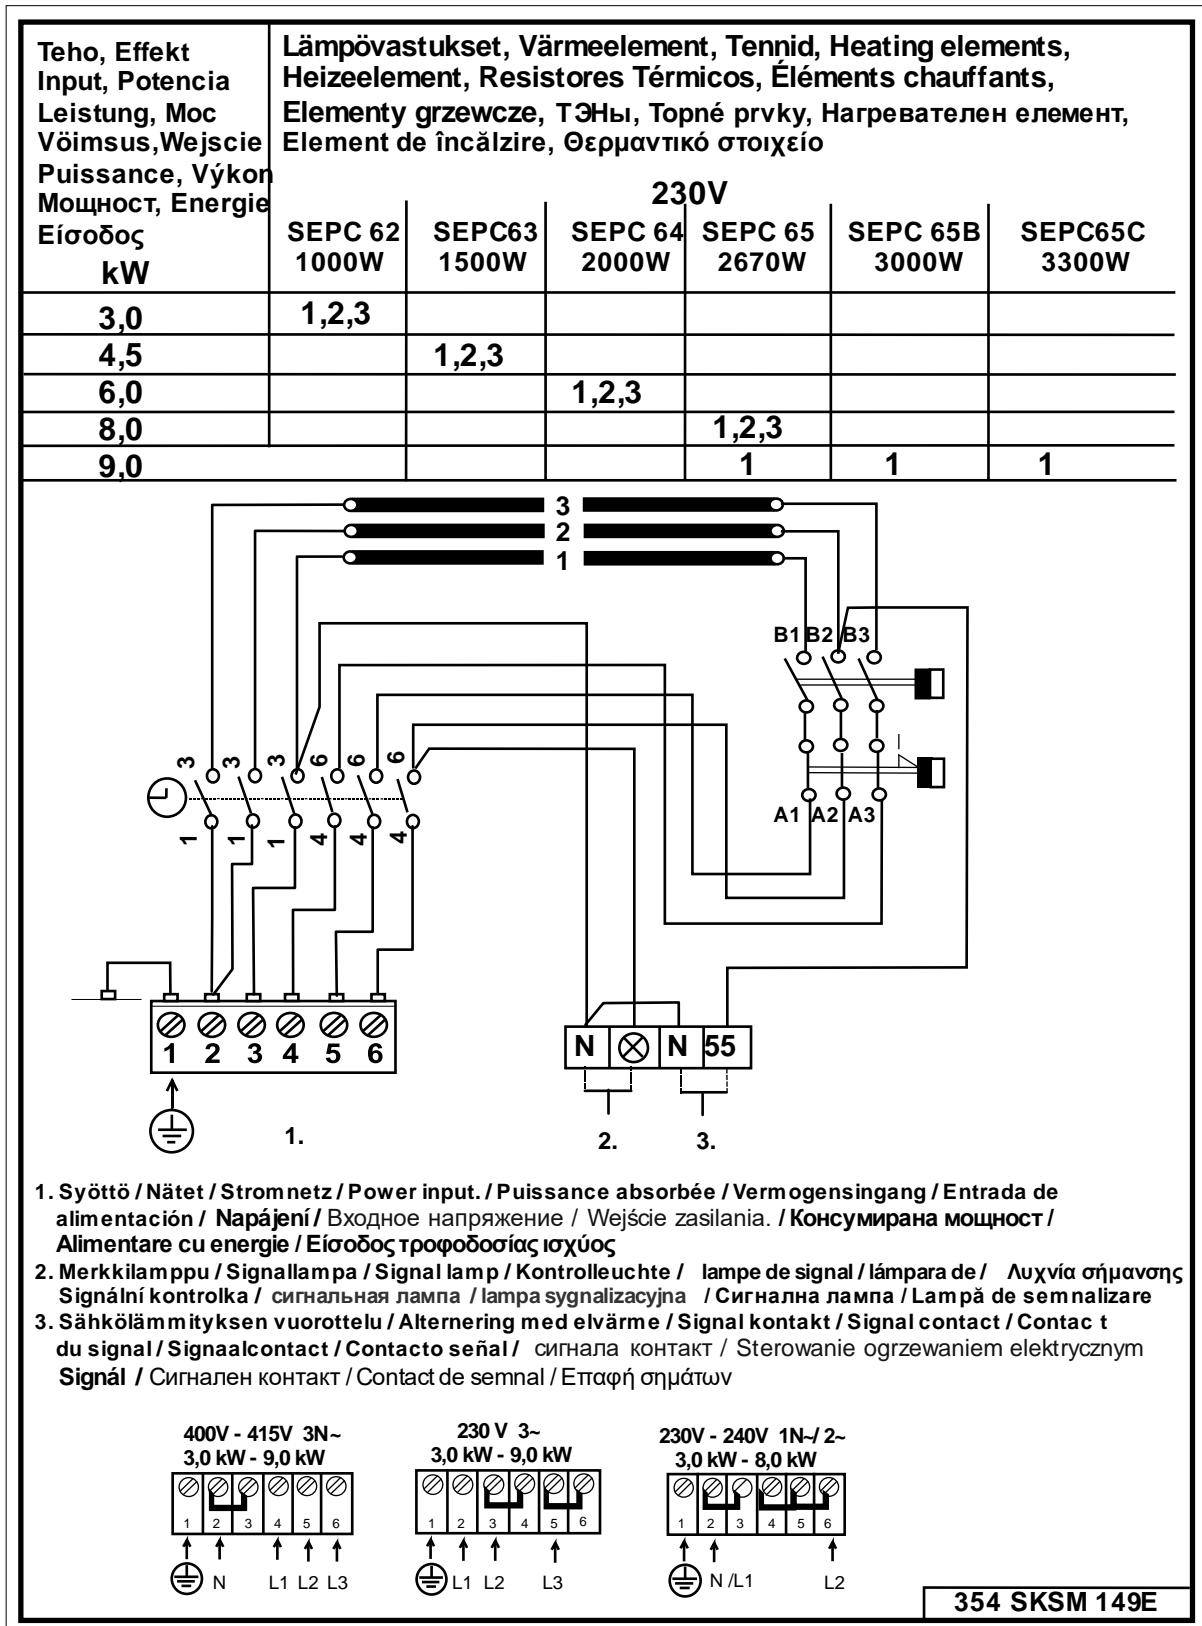 Teho, Effekt
Input, Potencia
Leistung, Moc
Vöimsus,Wejscie
Puissance, Výkon
Мощност, Energie
Είσοδος
kW
Lämpövastukset, Värmeelement, Tennid, Heating elements,
Heizeelement, Resistores Térmicos, Éléments chauffants,
Elementy grzewcze, ТЭНы, Topné prvky, Нагревателен елемент,
Element de încălzire, Θερμαντικό στοιχείο
230V
SEPC 62 SEPC63 SEPC 64 SEPC 65 SEPC 65B SEPC65C
1000W 1500W 2000W 2670W 3000W 3300W
3,0 1,2,3
4,5 1,2,3
6,0 1,2,3
8,0 1,2,3
9,0 1 1 1
3
2
1
B1 B2 B3
3 3 3 6 6 6
1 1 1 4 4 4
A1 A2 A3
1 2 3 4 5 6
N N 55
1. 2. 3.
1. Syöttö / Nätet / Stromnetz / Power input. / Puissance absorbée / Vermogensingang / Entrada de
alimentación / Napájení / Входное напряжение / Wejście zasilania. / Консумирана мощност /
Alimentare cu energie / Είσοδος τροφοδοσίας ισχύος
2. Merkkilamppu / Signallampa / Signal lamp / Kontrolleuchte / lampe de signal / lámpara de / Λυχνία σήμανσης
Signální kontrolka / сигнальная лампа / lampa sygnalizacyjna / Сигнална лампа / Lampă de semnalizare
3. Sähkölämmityksen vuorottelu / Alternering med elvärme / Signal kontakt / Signal contact / Contac t
du signal / Signaalcontact / Contacto señal / сигнала контакт / Sterowanie ogrzewaniem elektrycznym
Signál / Сигнален контакт / Contact de semnal / Επαφή σημάτων
400V - 415V 3N~
3,0 kW - 9,0 kW
1 2 3 4 5 6
N L1 L2 L3
230 V 3~
3,0 kW - 9,0 kW
1 2 3 4 5 6
L1 L2 L3
230V - 240V 1N~/ 2~
3,0 kW - 8,0 kW
1 2 3 4 5 6
N /L1 L2
354 SKSM 149E